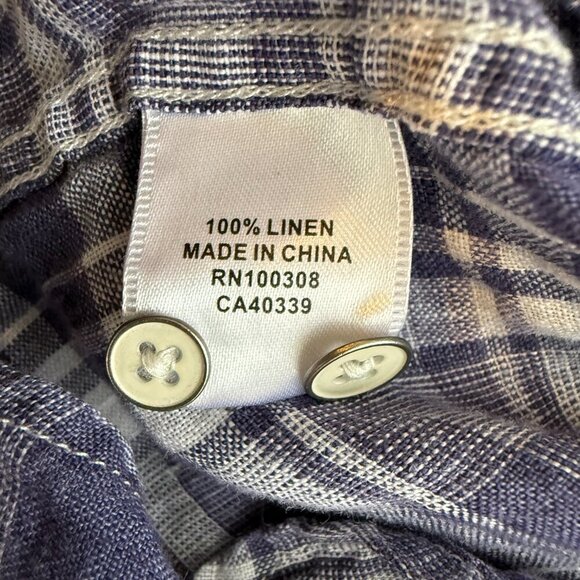 100% LINEN
MADE IN CHINA
RN100308
CA40339